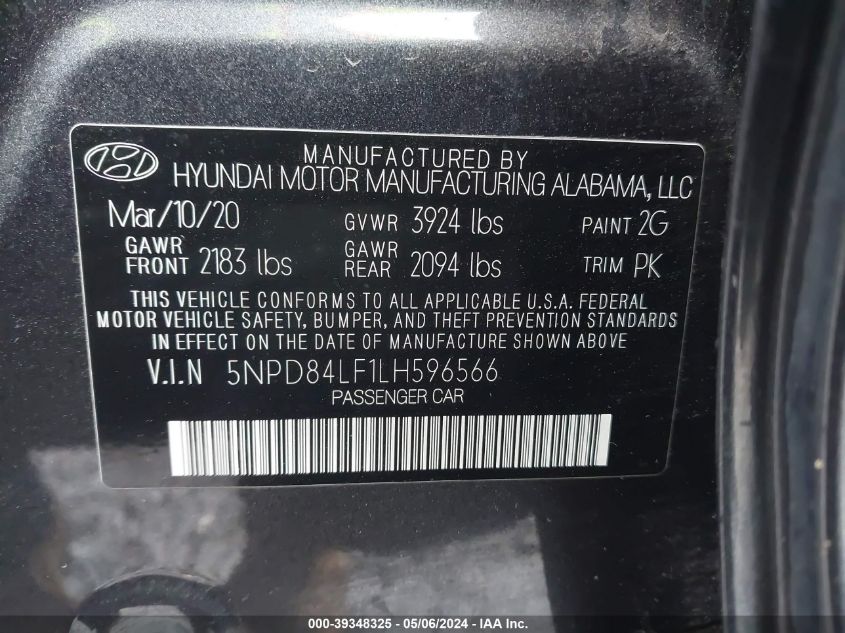 MANUFACTURED BY
HYUNDAI MOTOR MANUFACTURING ALABAMA, LLC
Mar/10/20 GVWR 3924 lbs PAINT 2G
GAWR FRONT 2183 lbs GAWR REAR 2094 lbs TRIM PK
THIS VEHICLE CONFORMS TO ALL APPLICABLE U.S.A. FEDERAL
MOTOR VEHICLE SAFETY, BUMPER, AND THEFT PREVENTION STANDARDS
IN EFFECT ON THE DATE OF MANUFACTURE SHOWN ABOVE.
V.I.N 5NPD84LF1LH596566
PASSENGER CAR
000-39348325 - 05/06/2024 - IAA Inc.